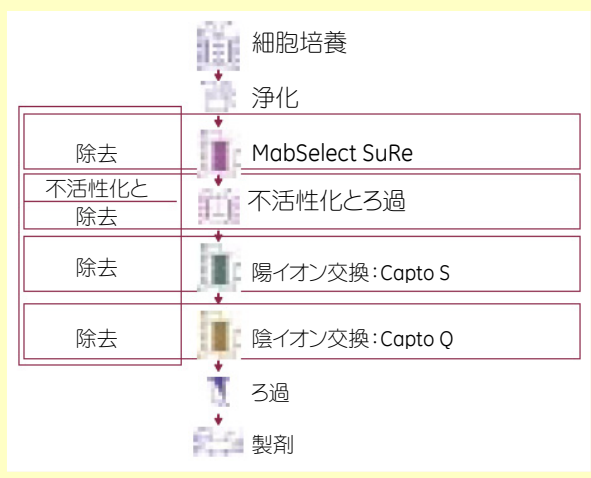 細胞培養
浄化
除去 MabSelect SuRe
不活性化と
除去
不活性化とろ過
除去 陽イオン交換：Capto S
除去 陰イオン交換：Capto Q
ろ過
製剤